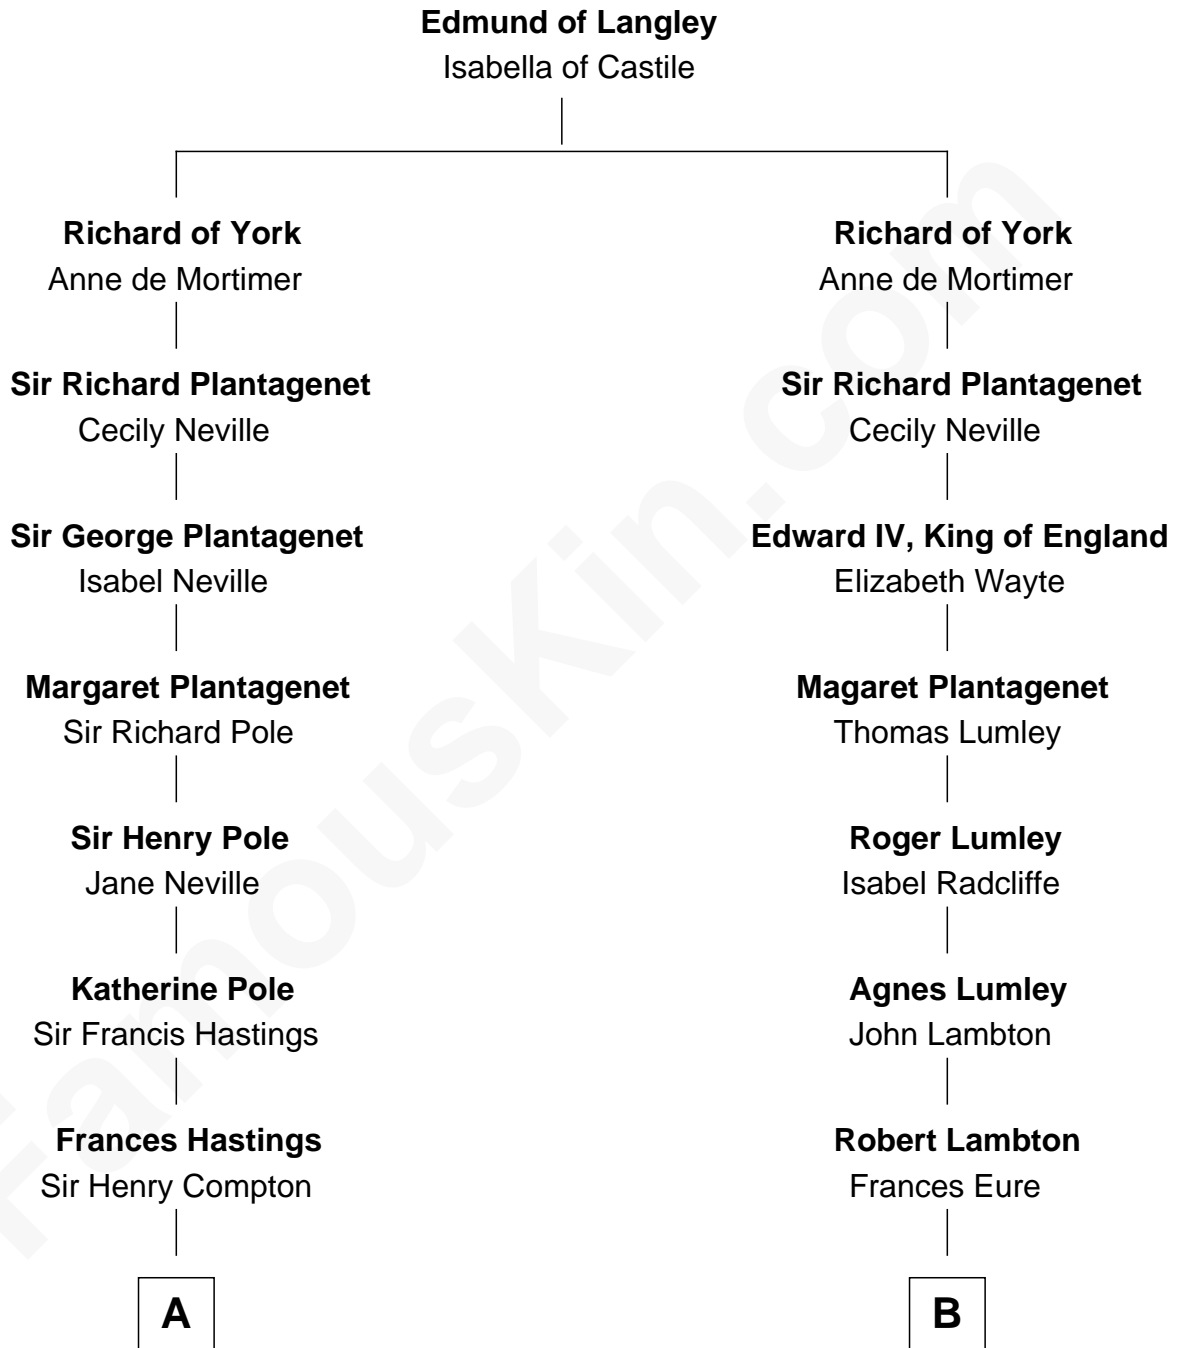 Edmund of Langley
Isabella of Castile
Richard of York
Anne de Mortimer
Sir Richard Plantagenet
Cecily Neville
Sir George Plantagenet
Isabel Neville
Margaret Plantagenet
Sir Richard Pole
Sir Henry Pole
Jane Neville
Katherine Pole
Sir Francis Hastings
Frances Hastings
Sir Henry Compton
A
Richard of York
Anne de Mortimer
Sir Richard Plantagenet
Cecily Neville
Edward IV, King of England
Elizabeth Wayte
Magaret Plantagenet
Thomas Lumley
Roger Lumley
Isabel Radcliffe
Agnes Lumley
John Lambton
Robert Lambton
Frances Eure
B
FamousKin.com